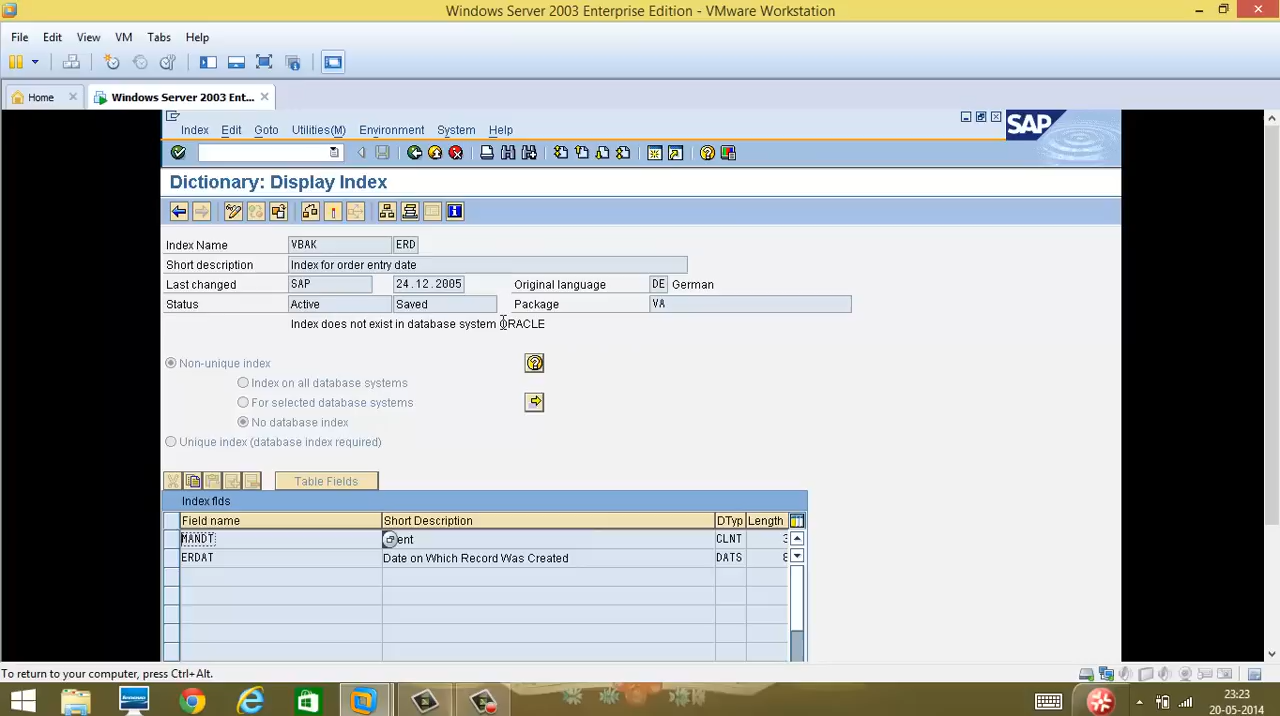 Windows Server 2003 Enterprise Edition - VMware Workstation
File Edit View VM Tabs Help
Home Windows Server 2003 Ent...
Index Edit Goto Utilities(M) Environment System Help
SAP
Dictionary: Display Index
Index Name VBAK ERD
Short description Index for order entry date
Last changed SAP 24.12.2005 Original language DE German
Status Active Saved Package VA
Index does not exist in database system ORACLE
Non-unique index
Index on all database systems
For selected database systems
No database index
Unique index (database index required)
Table Fields
Index flds
Field name Short Description DTyp Length
MANDT ent CLNT 3
ERDAT Date on Which Record Was Created DATS 8
To return to your computer, press Ctrl+Alt.
lenovo
23:23
20-05-2014